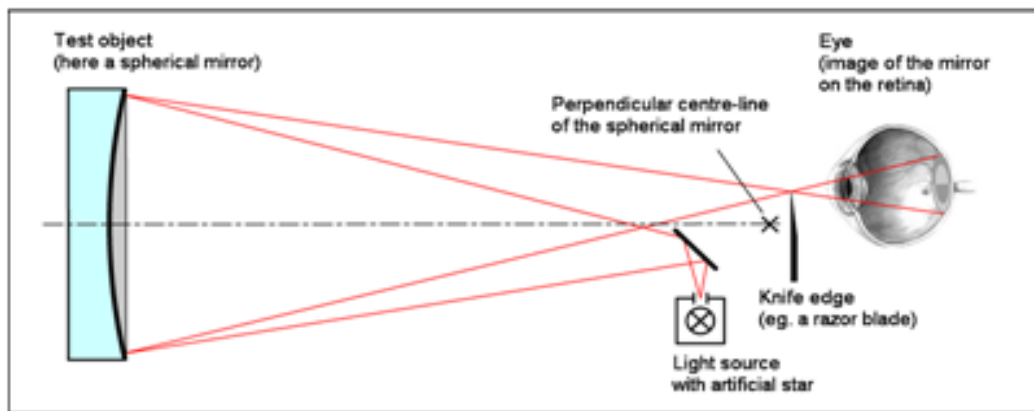 Test object
(here a spherical mirror)
Eye
(image of the mirror
on the retina)
Perpendicular centre-line
of the spherical mirror
Knife edge
(eg. a razor blade)
Light source
with artificial star